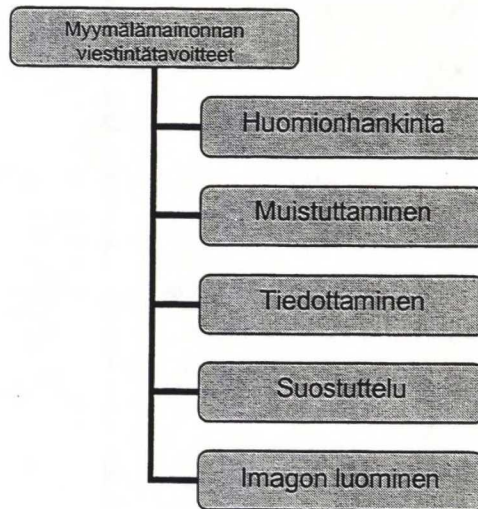 Myymälämainonnan
viestintätavoitteet
Huomionhankinta
Muistuttaminen
Tiedottaminen
Suostuttelu
Imagon luominen